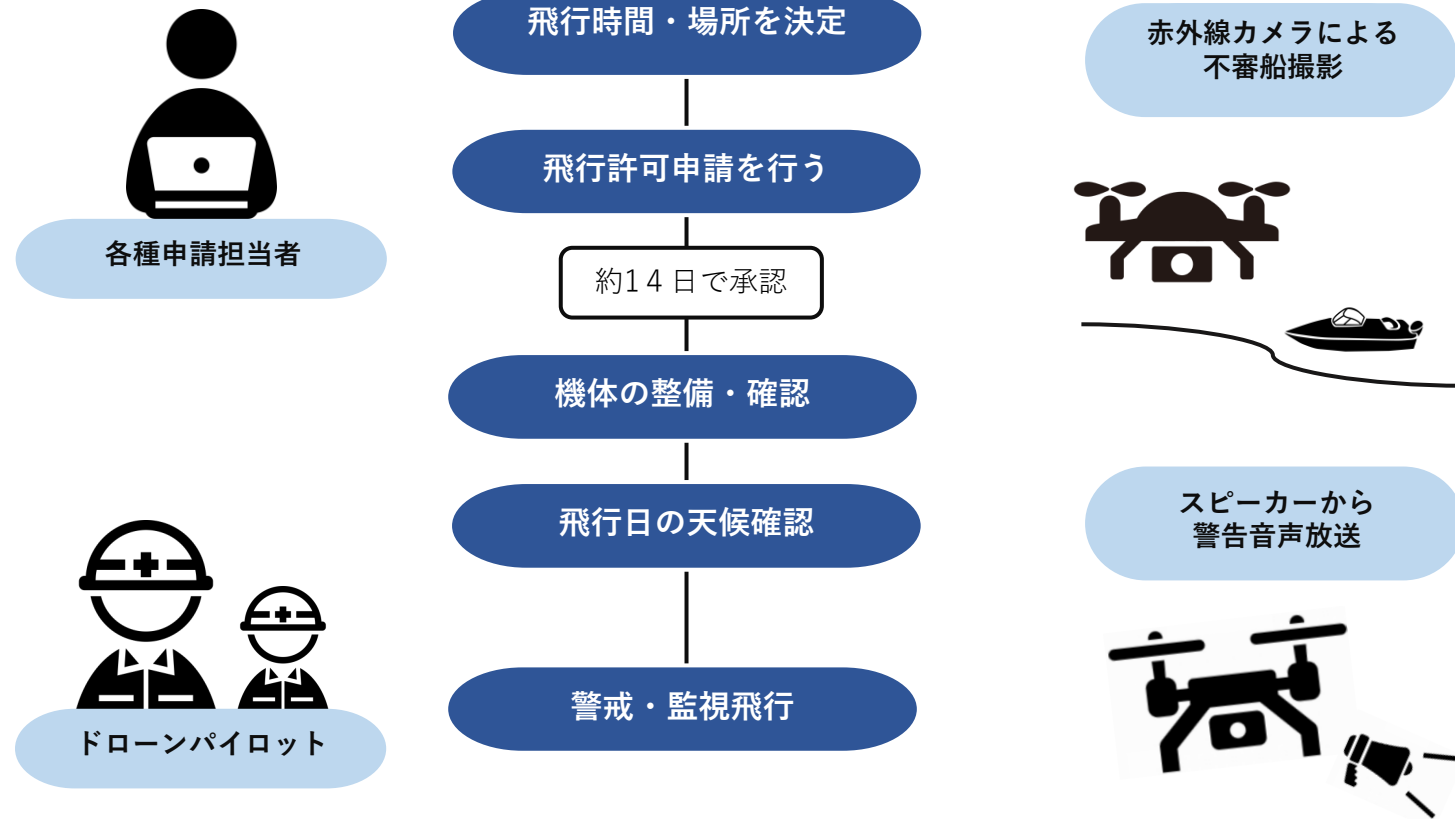 各種申請担当者
ドローンパイロット
飛行時間・場所を決定
飛行許可申請を行う
約1４日で承認
機体の整備・確認
飛行日の天候確認
警戒・監視飛行
赤外線カメラによる
不審船撮影
スピーカーから
警告音声放送